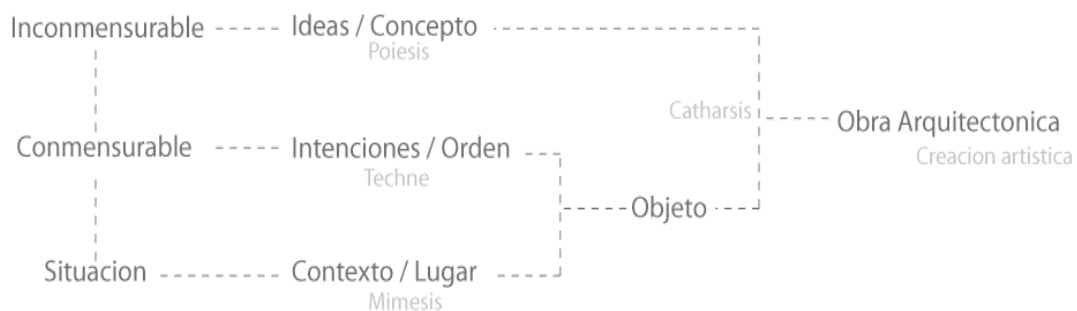 Inconmensurable
Ideas / Concepto
Poiesis
Catharsis
Obra Arquitectonica
Creacion artistica
Conmensurable
Intenciones / Orden
Techne
Objeto
Situacion
Contexto / Lugar
Mimesis